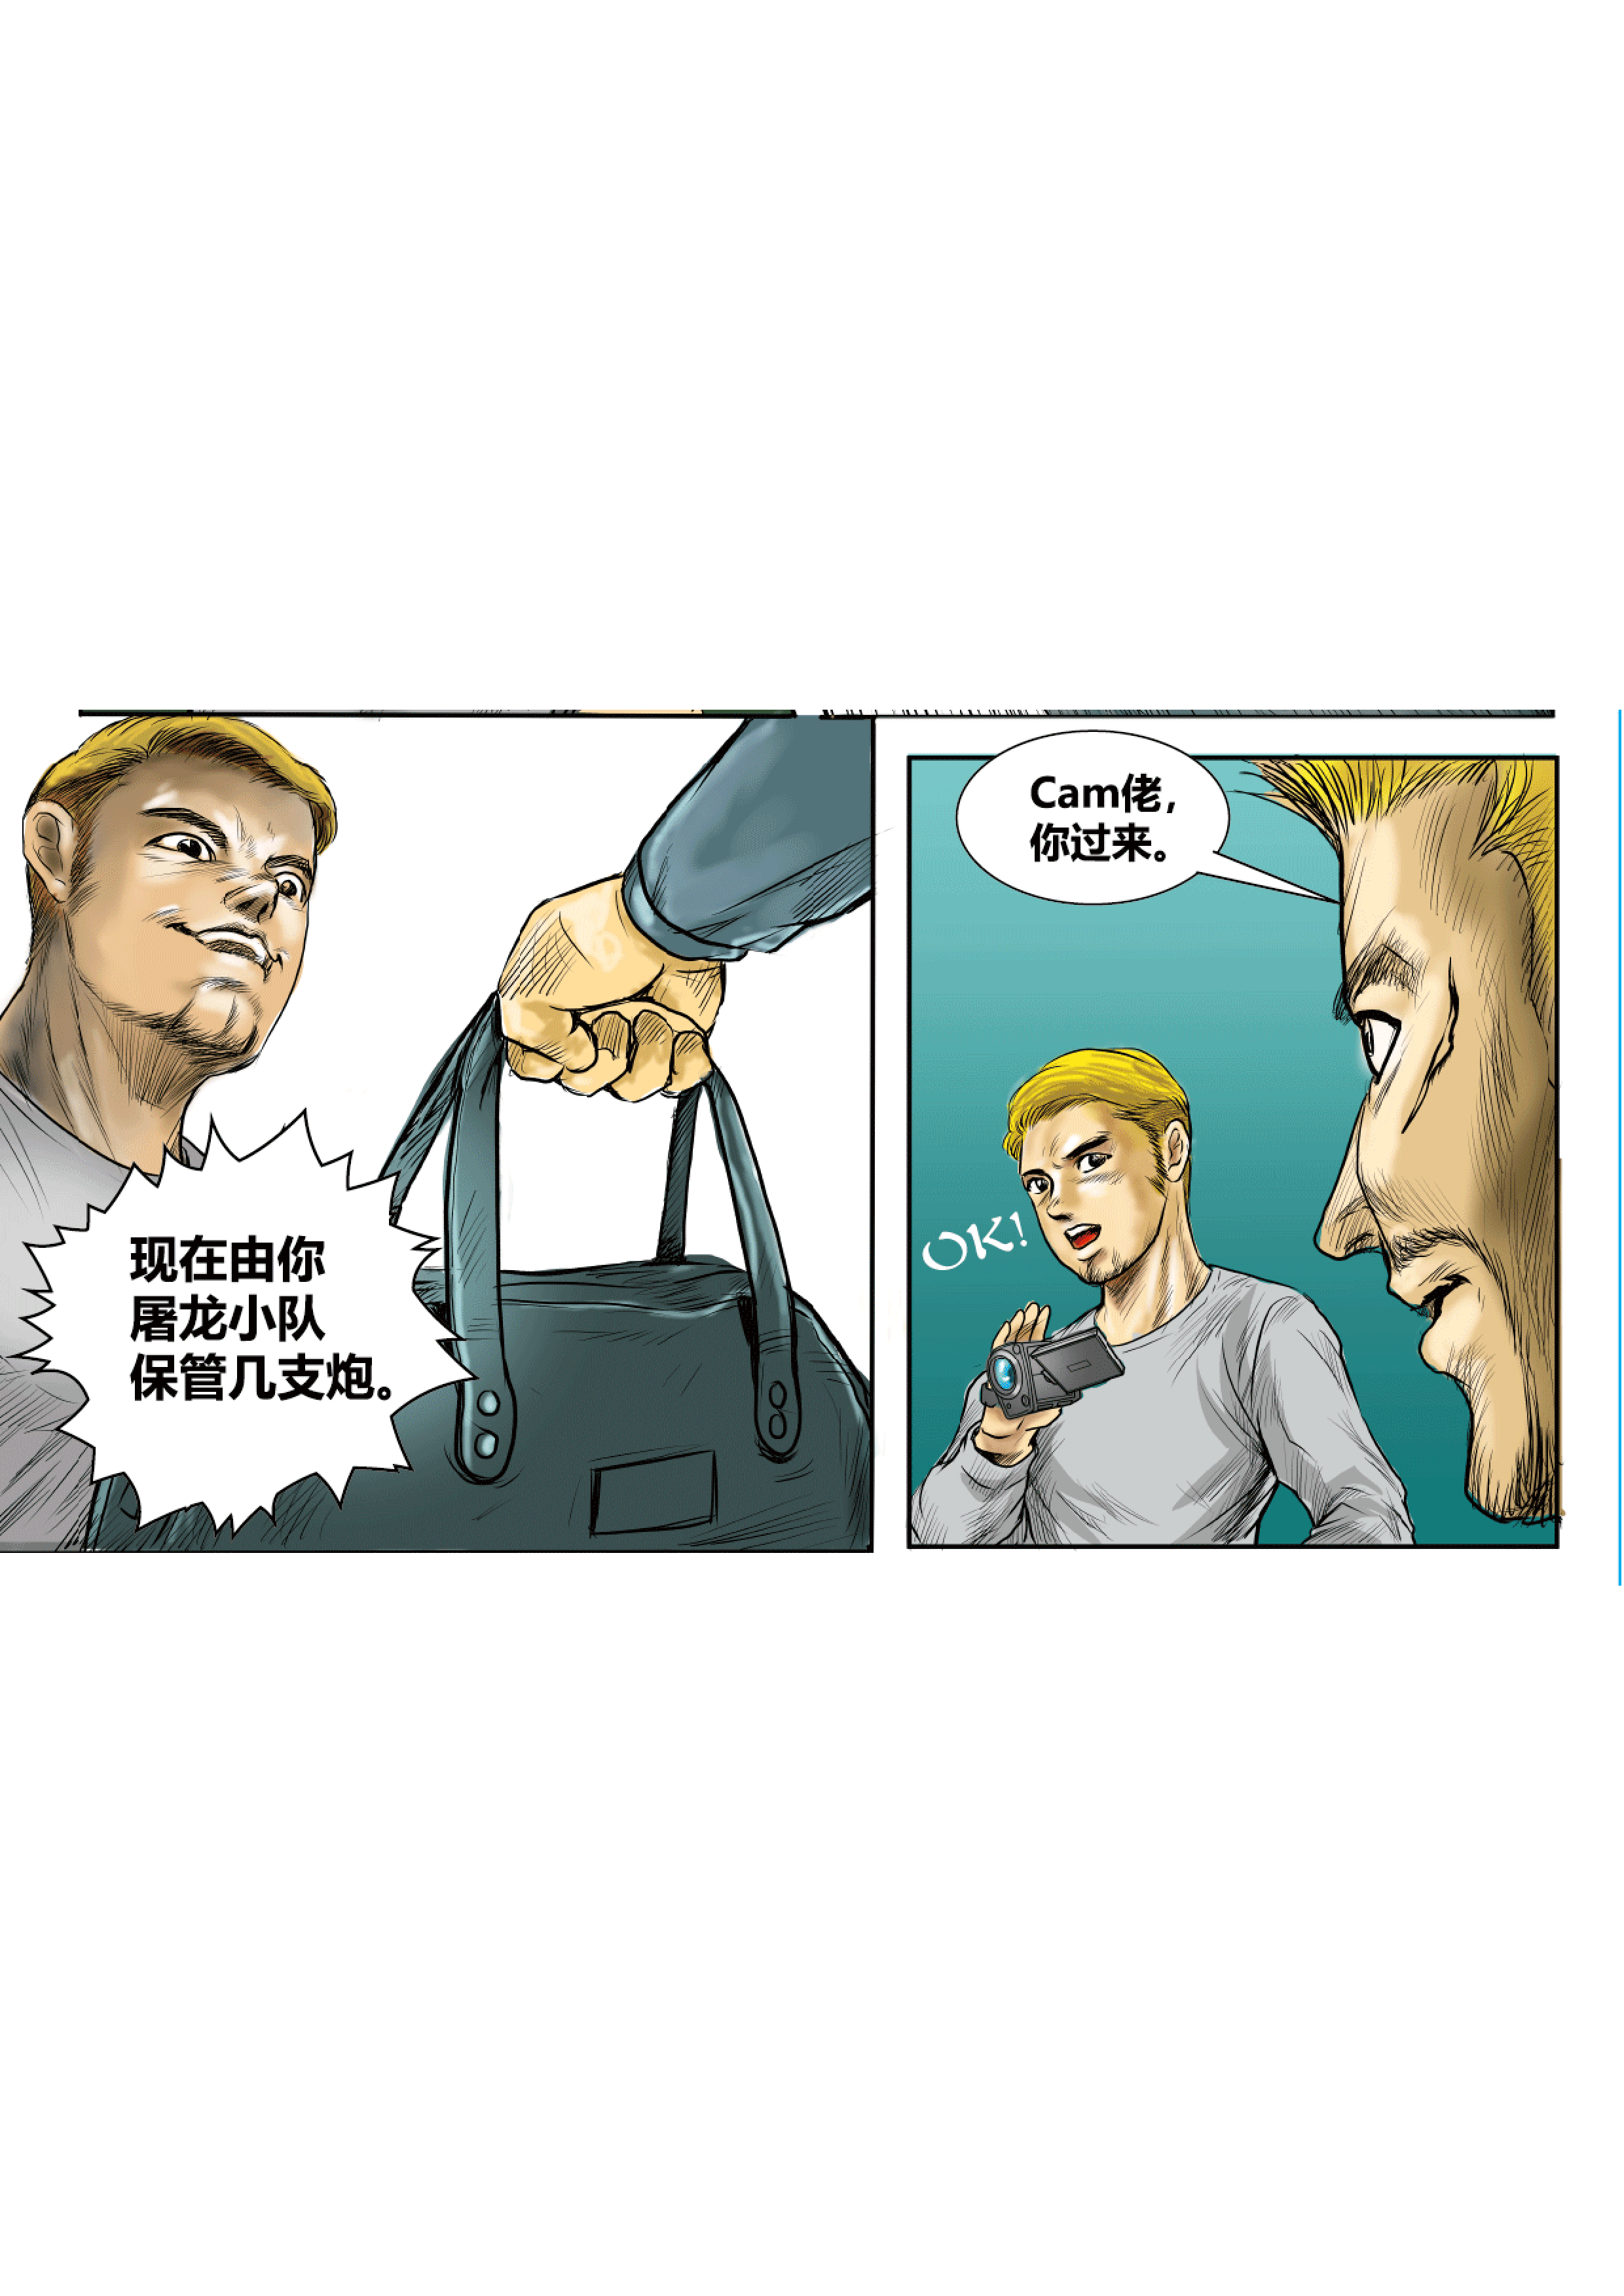 现在由你
屠龙小队
保管几支炮。
Cam佬，
你过来。
OK!